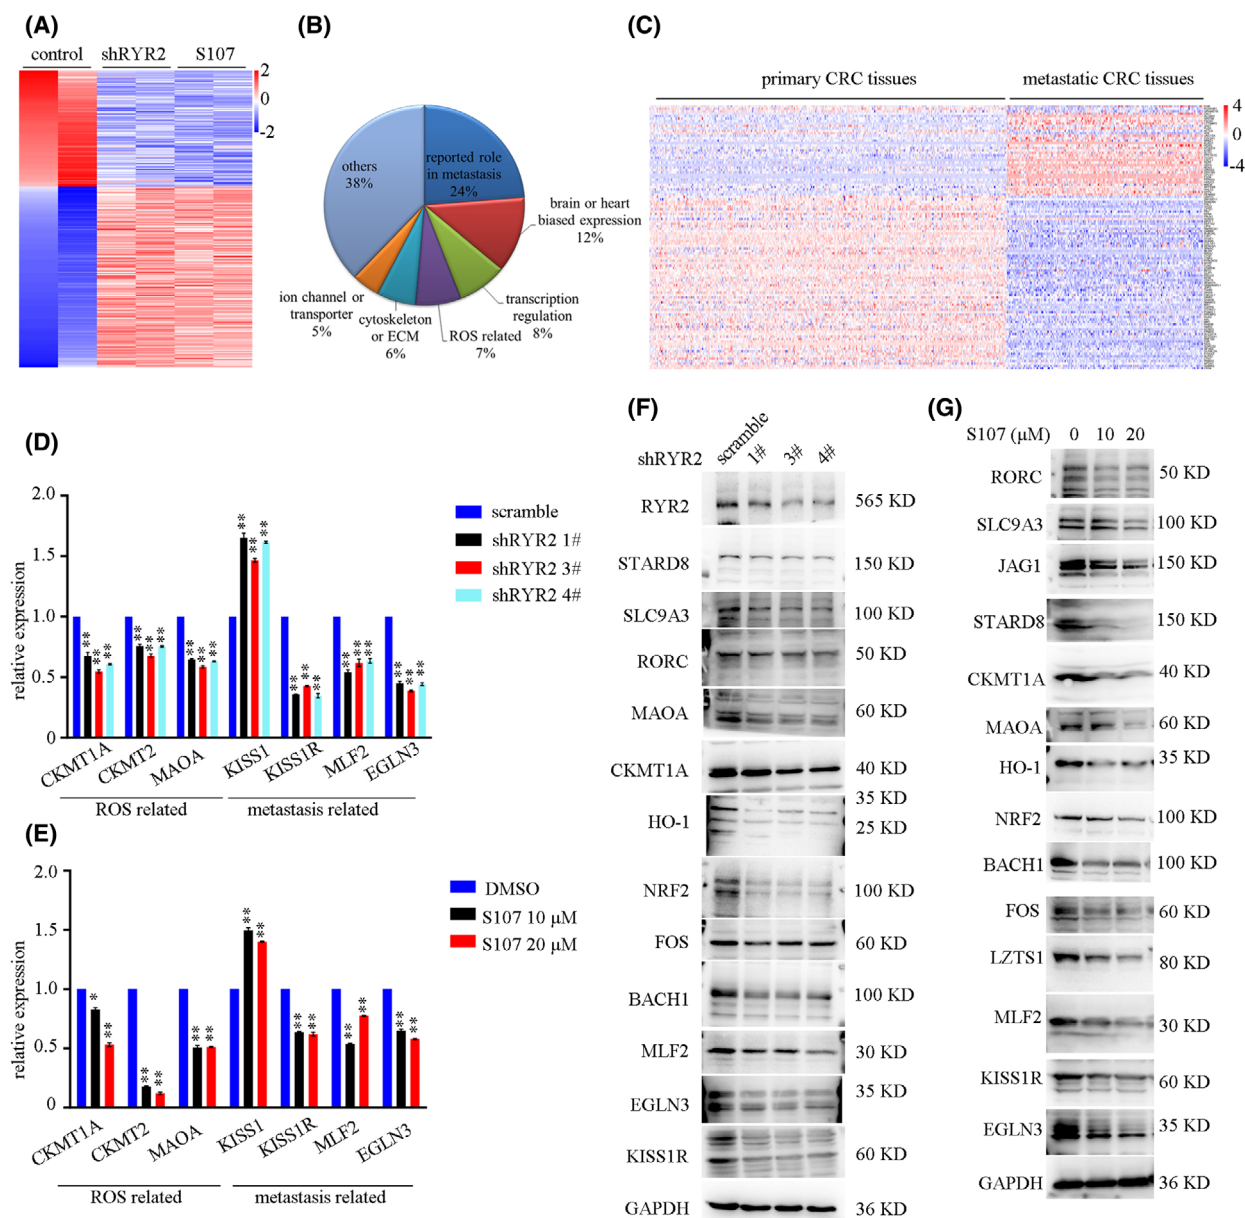 (A)
control shRYR2 S107
2
0
-2
(B)
others
38%
reported role
in metastasis
24%
brain or heart
biased expression
12%
transcription
regulation
8%
ROS related
7%
cytoskeleton
or ECM
6%
ion channel or
transporter
5%
(C)
primary CRC tissues metastatic CRC tissues
4
0
-4
(D)
relative expression
2.0
1.5
1.0
0.5
0
scramble
shRYR2 1#
shRYR2 3#
shRYR2 4#
** ** ** ** ** ** ** ** ** ** ** ** ** ** ** ** ** ** ** ** **
CKMT1A CKMT2 MAOA KISS1 KISS1R MLF2 EGLN3
ROS related metastasis related
(E)
relative expression
2.0
1.5
1.0
0.5
0
DMSO
S107 10 μM
S107 20 μM
* ** ** ** ** ** ** ** ** ** ** ** ** **
CKMT1A CKMT2 MAOA KISS1 KISS1R MLF2 EGLN3
ROS related metastasis related
(F)
shRYR2 scramble 1# 3# 4#
RYR2 565 KD
STARD8 150 KD
SLC9A3 100 KD
RORC 50 KD
MAOA 60 KD
CKMT1A 40 KD
35 KD
HO-1 25 KD
NRF2 100 KD
FOS 60 KD
BACH1 100 KD
MLF2 30 KD
EGLN3 35 KD
KISS1R 60 KD
GAPDH 36 KD
(G)
S107 (μM) 0 10 20
RORC 50 KD
SLC9A3 100 KD
JAG1 150 KD
STARD8 150 KD
CKMT1A 40 KD
MAOA 60 KD
HO-1 35 KD
NRF2 100 KD
BACH1 100 KD
FOS 60 KD
LZTS1 80 KD
MLF2 30 KD
KISS1R 60 KD
EGLN3 35 KD
GAPDH 36 KD